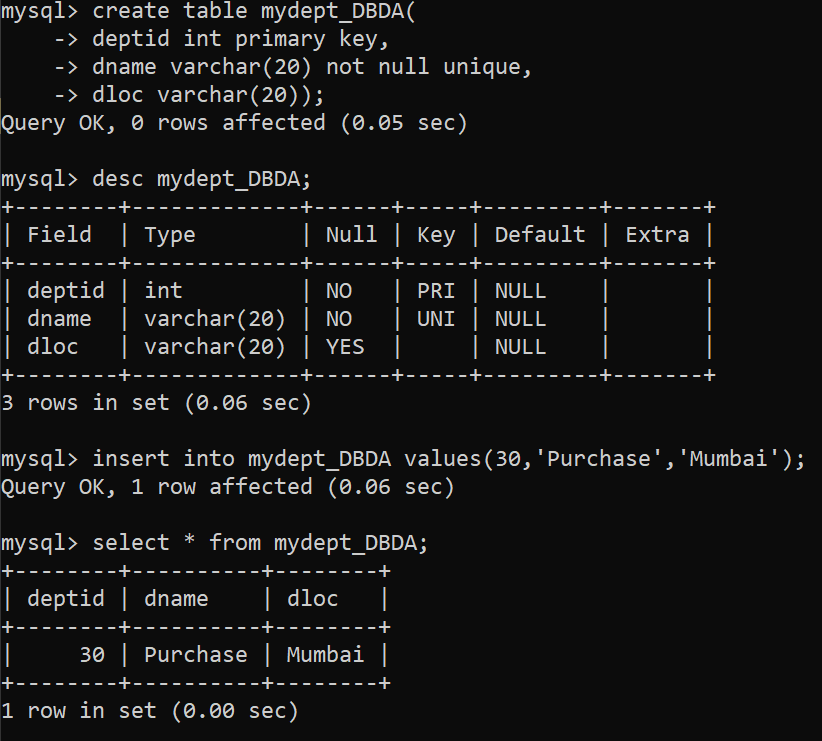 mysql> create table mydept_DBDA(
    -> deptid int primary key,
    -> dname varchar(20) not null unique,
    -> dloc varchar(20));
Query OK, 0 rows affected (0.05 sec)

mysql> desc mydept_DBDA;
+--------+-------------+------+-----+---------+-------+
| Field  | Type        | Null | Key | Default | Extra |
+--------+-------------+------+-----+---------+-------+
| deptid | int         | NO   | PRI | NULL    |       |
| dname  | varchar(20) | NO   | UNI | NULL    |       |
| dloc   | varchar(20) | YES  |     | NULL    |       |
+--------+-------------+------+-----+---------+-------+
3 rows in set (0.06 sec)

mysql> insert into mydept_DBDA values(30,'Purchase','Mumbai');
Query OK, 1 row affected (0.06 sec)

mysql> select * from mydept_DBDA;
+--------+----------+--------+
| deptid | dname    | dloc   |
+--------+----------+--------+
|     30 | Purchase | Mumbai |
+--------+----------+--------+
1 row in set (0.00 sec)